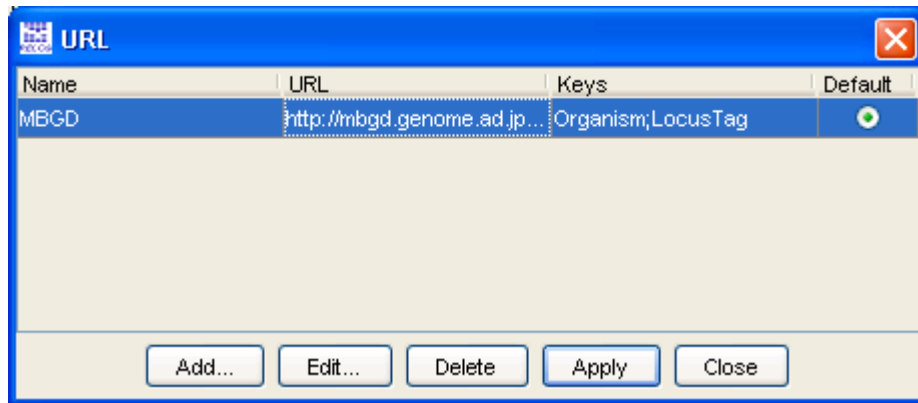 URL
Name URL Keys Default
MBGD http://mbgd.genome.ad.jp... Organism;LocusTag
Add... Edit... Delete Apply Close